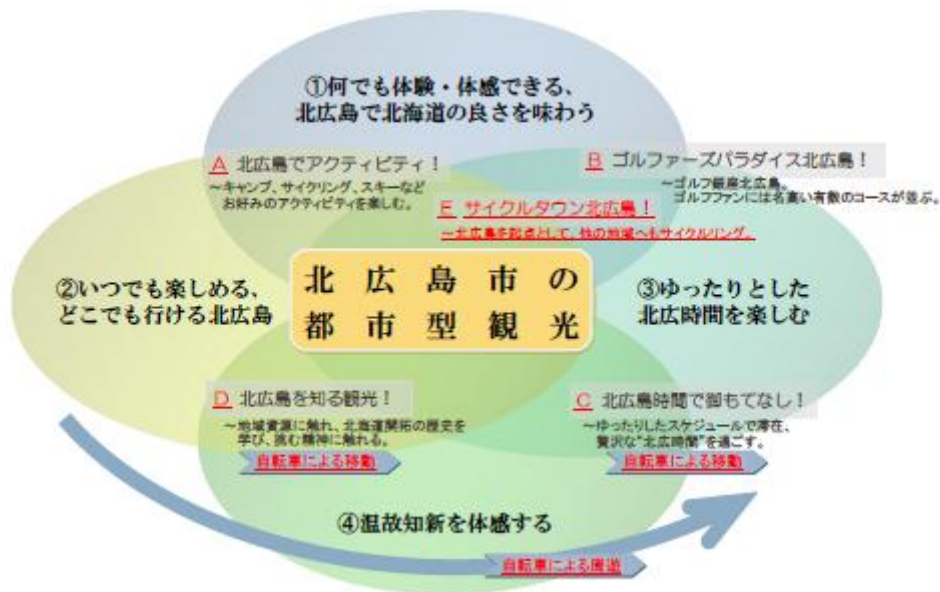 ①何でも体験・体感できる、
北広島で北海道の良さを味わう
A 北広島でアクティビティ！
～キャンプ、サイクリング、スキーなど
お好みのアクティビティを楽しむ。
B ゴルファーズパラダイス北広島！
～ゴルフ銀座北広島。
ゴルフファンには名高い有数のコースが並ぶ。
E サイクルタウン北広島！
～北広島を起点として、他の地域へもサイクルリング。
②いつでも楽しめる、
どこでも行ける北広島
北広島市の
都市型観光
③ゆったりとした
北広時間を楽しむ
D 北広島を知る観光！
～地域資源に触れ、北海道開拓の歴史を
学び、挑む精神に触れる。
自転車による移動
C 北広島時間で御もてなし！
～ゆったりしたスケジュールで滞在、
贅沢な“北広時間”を過ごす。
自転車による移動
④温故知新を体感する
自転車による周遊